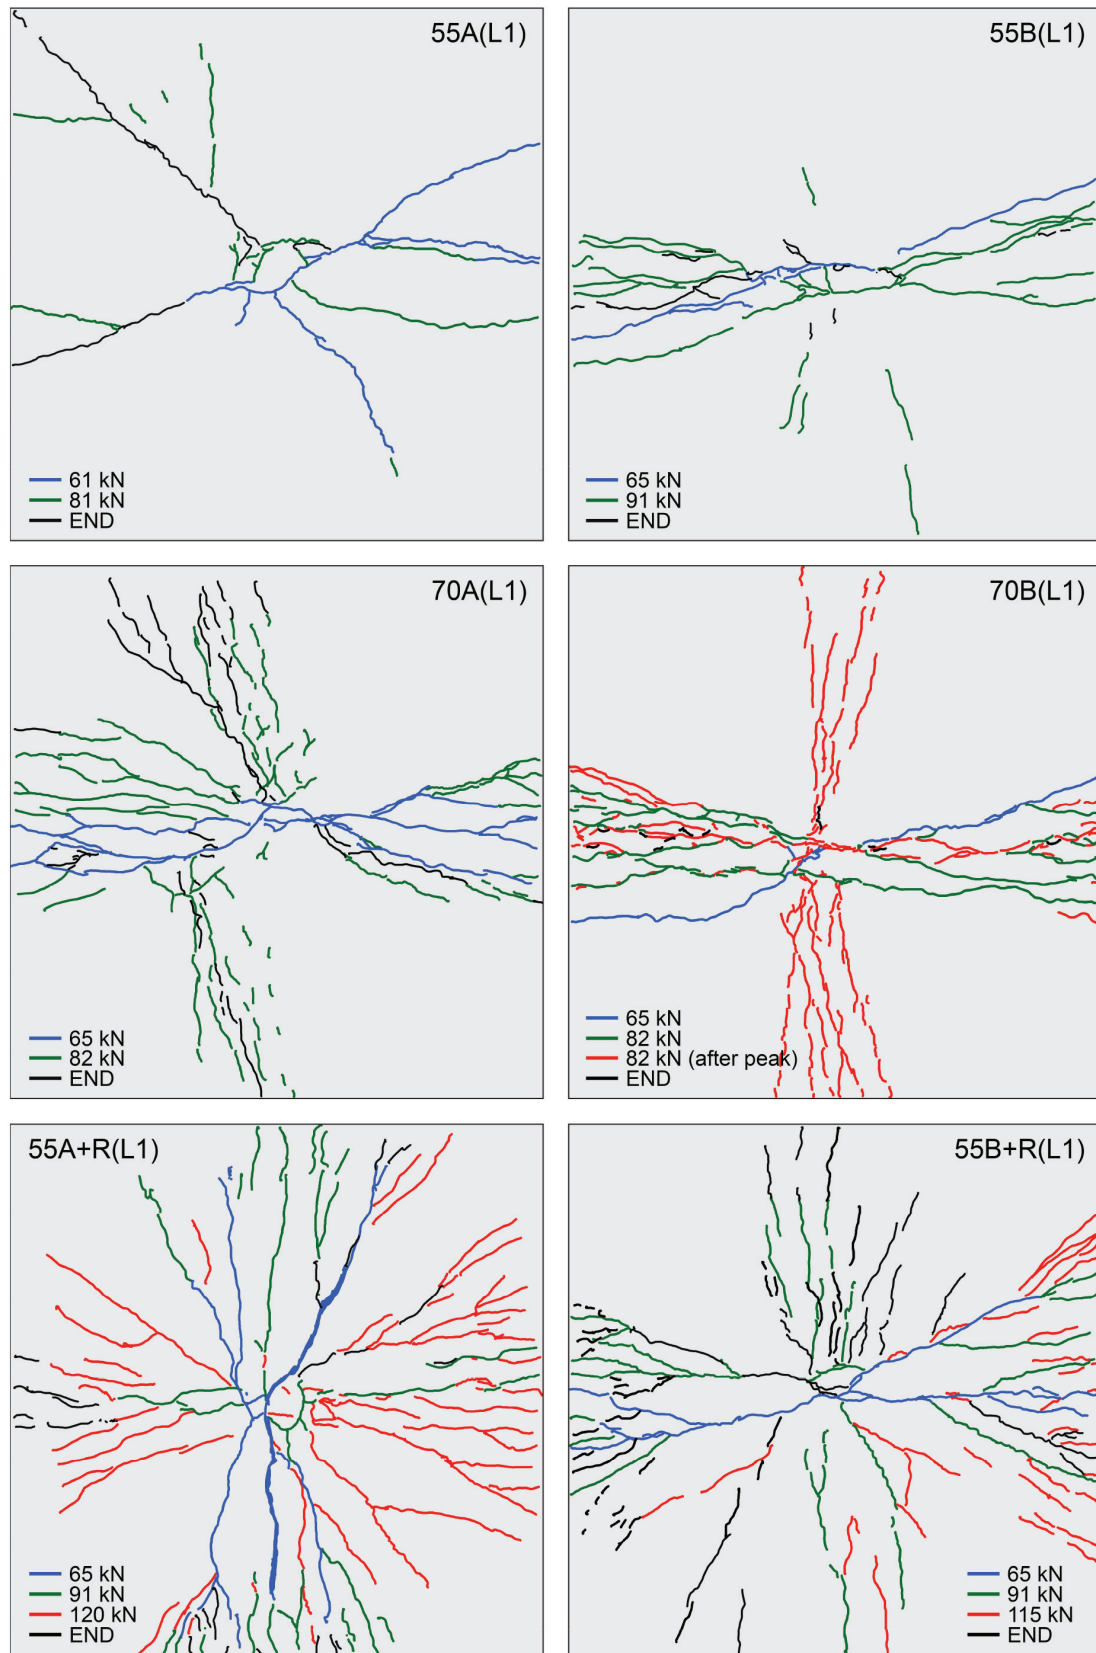 55A(L1)
61 kN
81 kN
END
55B(L1)
65 kN
91 kN
END
70A(L1)
65 kN
82 kN
END
70B(L1)
65 kN
82 kN
82 kN (after peak)
END
55A+R(L1)
65 kN
91 kN
120 kN
END
55B+R(L1)
65 kN
91 kN
115 kN
END